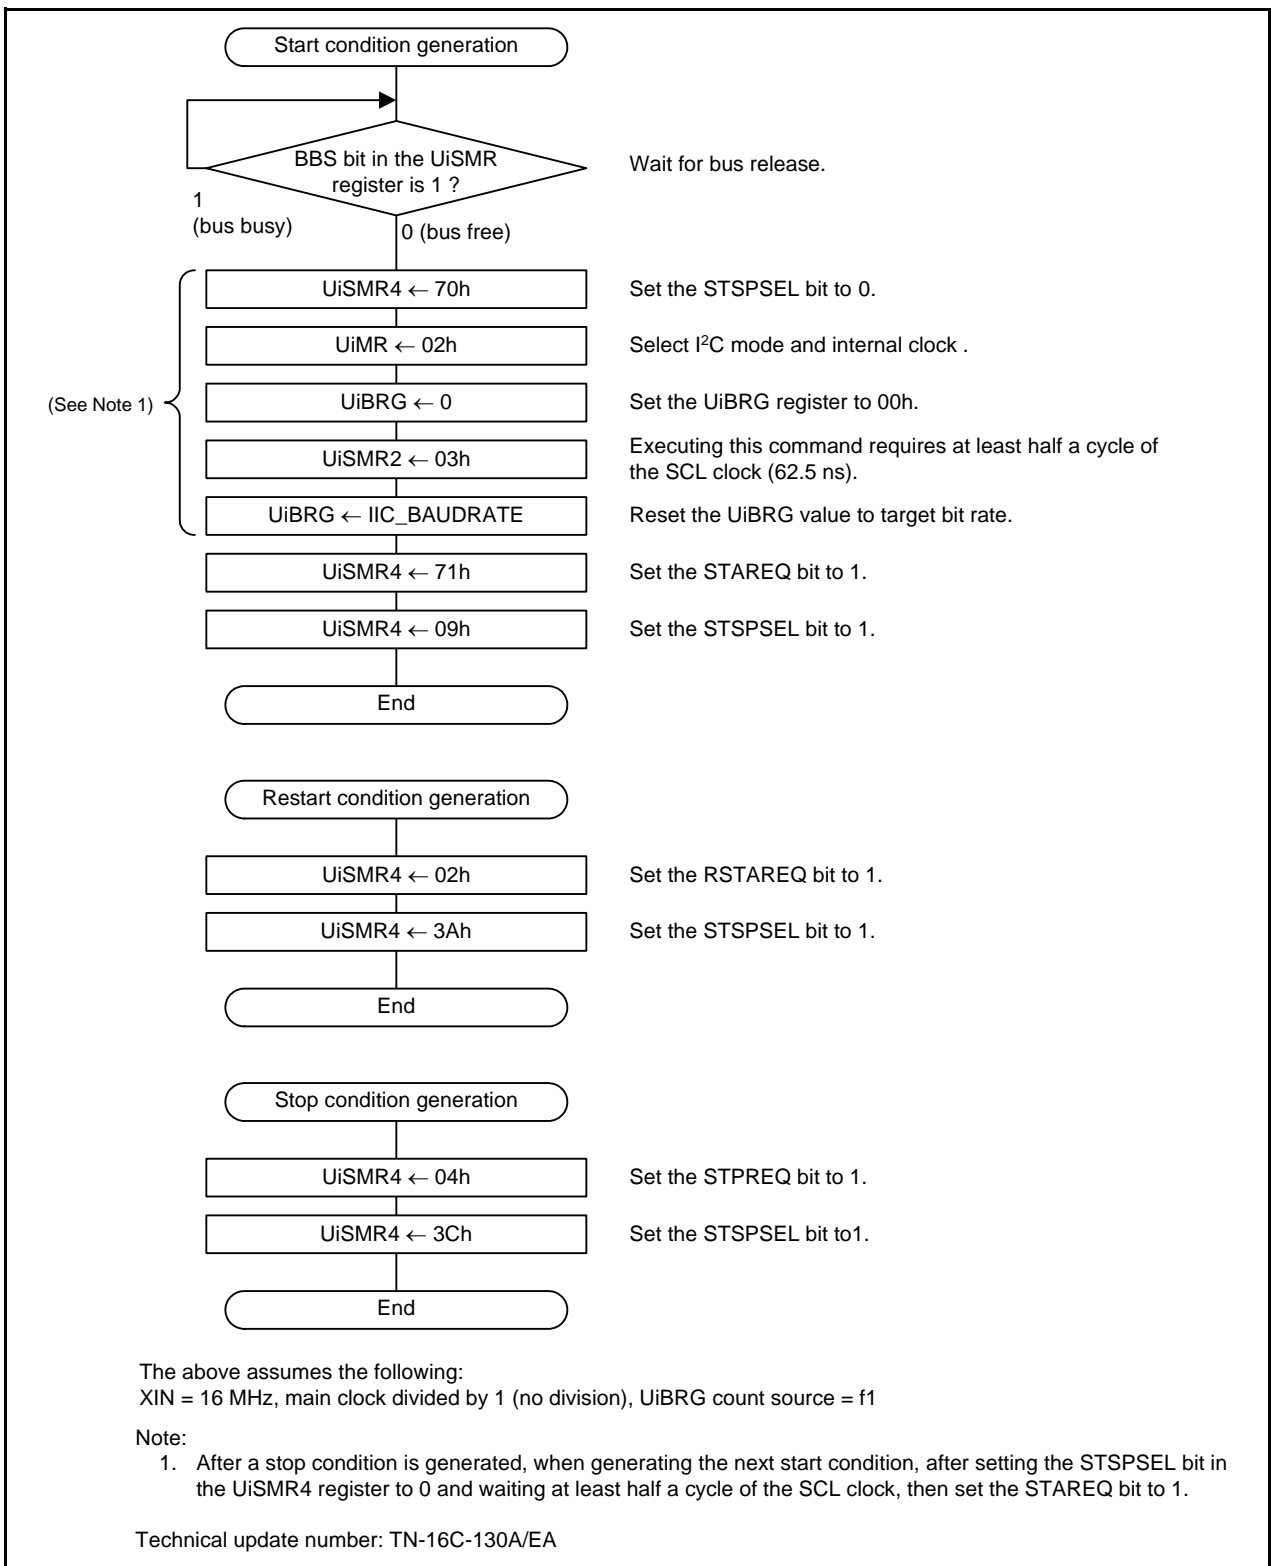 Start condition generation
BBS bit in the UiSMR
register is 1 ?
Wait for bus release.
1
(bus busy)
0 (bus free)
(See Note 1)
UiSMR4 ← 70h
Set the STSPSEL bit to 0.
UiMR ← 02h
Select I²C mode and internal clock .
UiBRG ← 0
Set the UiBRG register to 00h.
UiSMR2 ← 03h
Executing this command requires at least half a cycle of
the SCL clock (62.5 ns).
UiBRG ← IIC_BAUDRATE
Reset the UiBRG value to target bit rate.
UiSMR4 ← 71h
Set the STAREQ bit to 1.
UiSMR4 ← 09h
Set the STSPSEL bit to 1.
End
Restart condition generation
UiSMR4 ← 02h
Set the RSTAREQ bit to 1.
UiSMR4 ← 3Ah
Set the STSPSEL bit to 1.
End
Stop condition generation
UiSMR4 ← 04h
Set the STPREQ bit to 1.
UiSMR4 ← 3Ch
Set the STSPSEL bit to1.
End
The above assumes the following:
XIN = 16 MHz, main clock divided by 1 (no division), UiBRG count source = f1
Note:
1. After a stop condition is generated, when generating the next start condition, after setting the STSPSEL bit in
the UiSMR4 register to 0 and waiting at least half a cycle of the SCL clock, then set the STAREQ bit to 1.
Technical update number: TN-16C-130A/EA